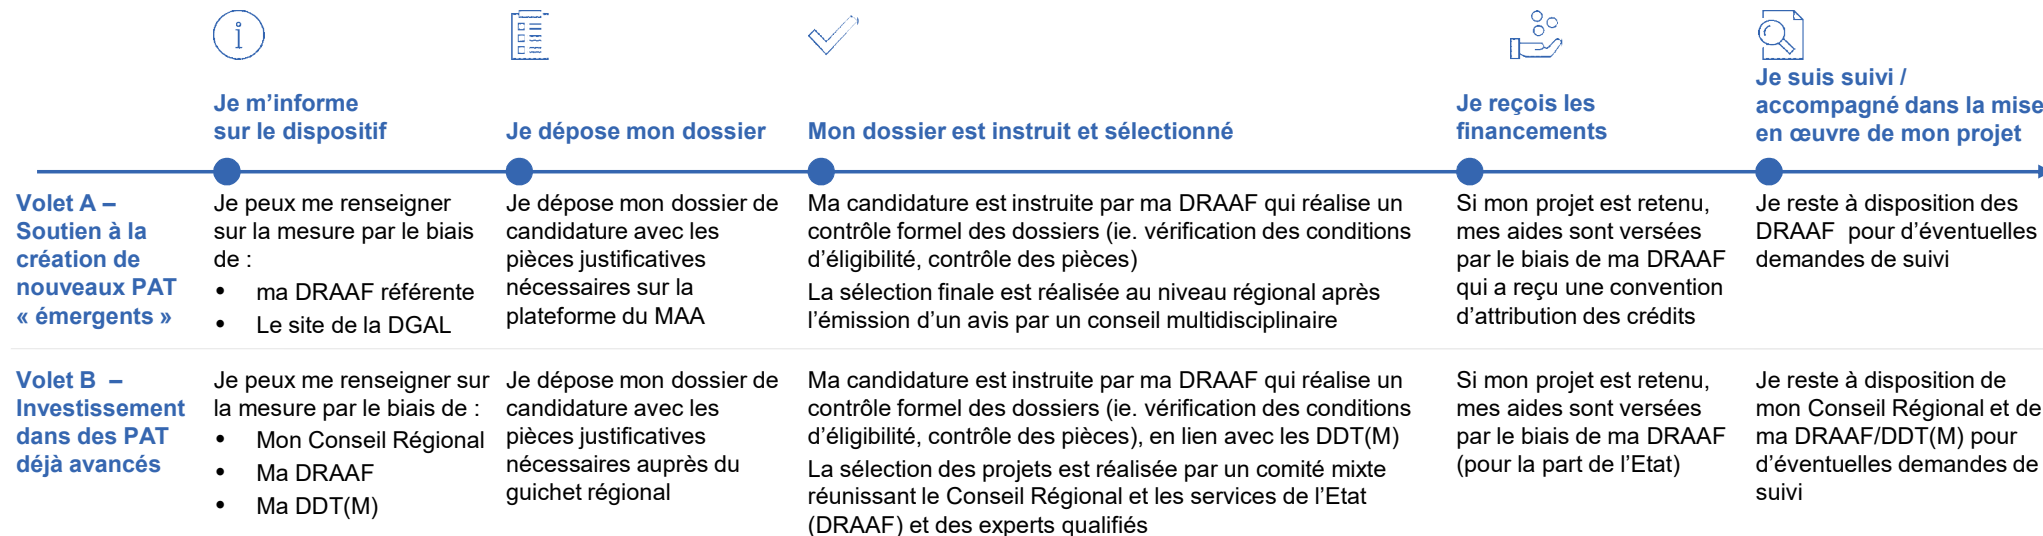 Je m’informe
sur le dispositif
Je dépose mon dossier
Mon dossier est instruit et sélectionné
Je reçois les
financements
Je suis suivi /
accompagné dans la mise
en œuvre de mon projet
Volet A –
Soutien à la
création de
nouveaux PAT
« émergents »
Je peux me renseigner
sur la mesure par le biais
de :
• ma DRAAF référente
• Le site de la DGAL
Je dépose mon dossier de
candidature avec les
pièces justificatives
nécessaires sur la
plateforme du MAA
Ma candidature est instruite par ma DRAAF qui réalise un
contrôle formel des dossiers (ie. vérification des conditions
d’éligibilité, contrôle des pièces)
La sélection finale est réalisée au niveau régional après
l’émission d’un avis par un conseil multidisciplinaire
Si mon projet est retenu,
mes aides sont versées
par le biais de ma DRAAF
qui a reçu une convention
d’attribution des crédits
Je reste à disposition des
DRAAF pour d’éventuelles
demandes de suivi
Volet B –
Investissement
dans des PAT
déjà avancés
Je peux me renseigner sur
la mesure par le biais de :
• Mon Conseil Régional
• Ma DRAAF
• Ma DDT(M)
Je dépose mon dossier de
candidature avec les
pièces justificatives
nécessaires auprès du
guichet régional
Ma candidature est instruite par ma DRAAF qui réalise un
contrôle formel des dossiers (ie. vérification des conditions
d’éligibilité, contrôle des pièces), en lien avec les DDT(M)
La sélection des projets est réalisée par un comité mixte
réunissant le Conseil Régional et les services de l’Etat
(DRAAF) et des experts qualifiés
Si mon projet est retenu,
mes aides sont versées
par le biais de ma DRAAF
(pour la part de l’Etat)
Je reste à disposition de
mon Conseil Régional et de
ma DRAAF/DDT(M) pour
d’éventuelles demandes de
suivi